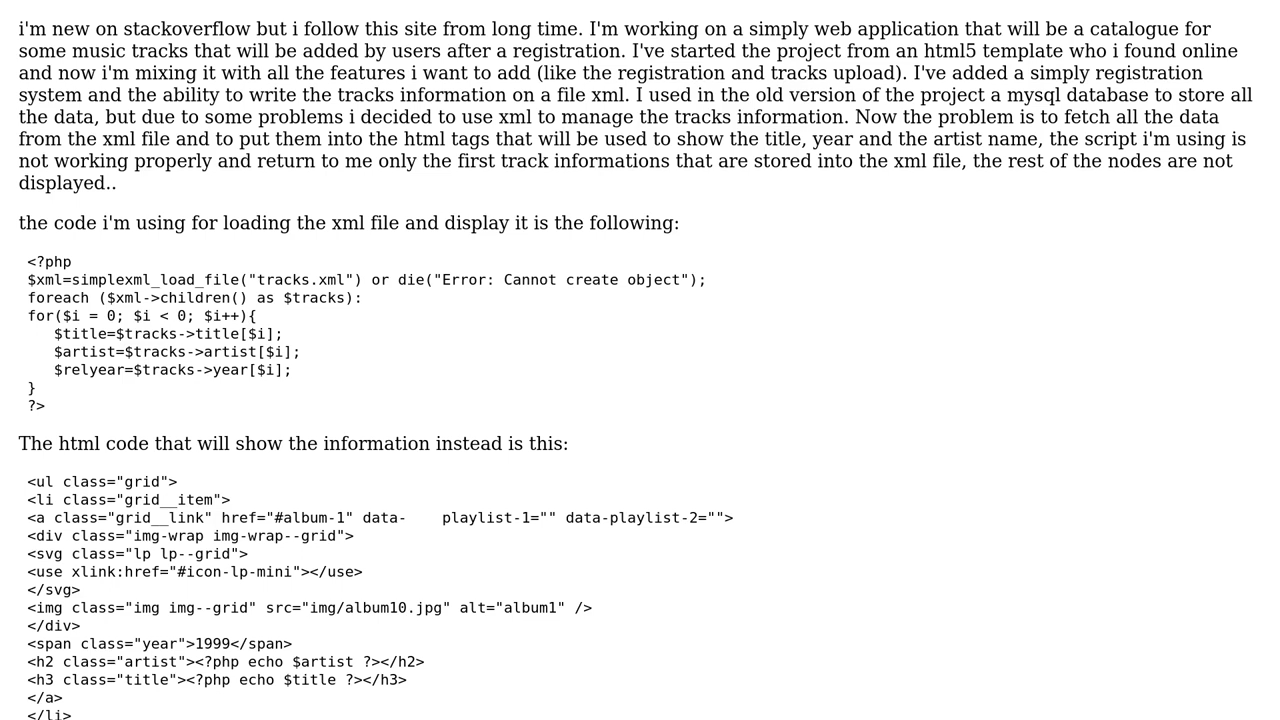 i'm new on stackoverflow but i follow this site from long time. I'm working on a simply web application that will be a catalogue for
some music tracks that will be added by users after a registration. I've started the project from an html5 template who i found online
and now i'm mixing it with all the features i want to add (like the registration and tracks upload). I've added a simply registration
system and the ability to write the tracks information on a file xml. I used in the old version of the project a mysql database to store all
the data, but due to some problems i decided to use xml to manage the tracks information. Now the problem is to fetch all the data
from the xml file and to put them into the html tags that will be used to show the title, year and the artist name, the script i'm using is
not working properly and return to me only the first track informations that are stored into the xml file, the rest of the nodes are not
displayed..
the code i'm using for loading the xml file and display it is the following:
<?php
$xml=simplexml_load_file("tracks.xml") or die("Error: Cannot create object");
foreach ($xml->children() as $tracks):
for($i = 0; $i < 0; $i++){
   $title=$tracks->title[$i];
   $artist=$tracks->artist[$i];
   $relyear=$tracks->year[$i];
}
?>
The html code that will show the information instead is this:
<ul class="grid">
<li class="grid__item">
<a class="grid__link" href="#album-1" data-    playlist-1="" data-playlist-2="">
<div class="img-wrap img-wrap--grid">
<svg class="lp lp--grid">
<use xlink:href="#icon-lp-mini"></use>
</svg>
<img class="img img--grid" src="img/album10.jpg" alt="album1" />
</div>
<span class="year">1999</span>
<h2 class="artist"><?php echo $artist ?></h2>
<h3 class="title"><?php echo $title ?></h3>
</a>
</li>